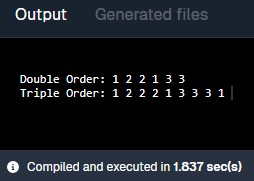 Output Generated files
Double Order: 1 2 2 1 3 3
Triple Order: 1 2 2 2 1 3 3 3 1
Compiled and executed in 1.837 sec(s)